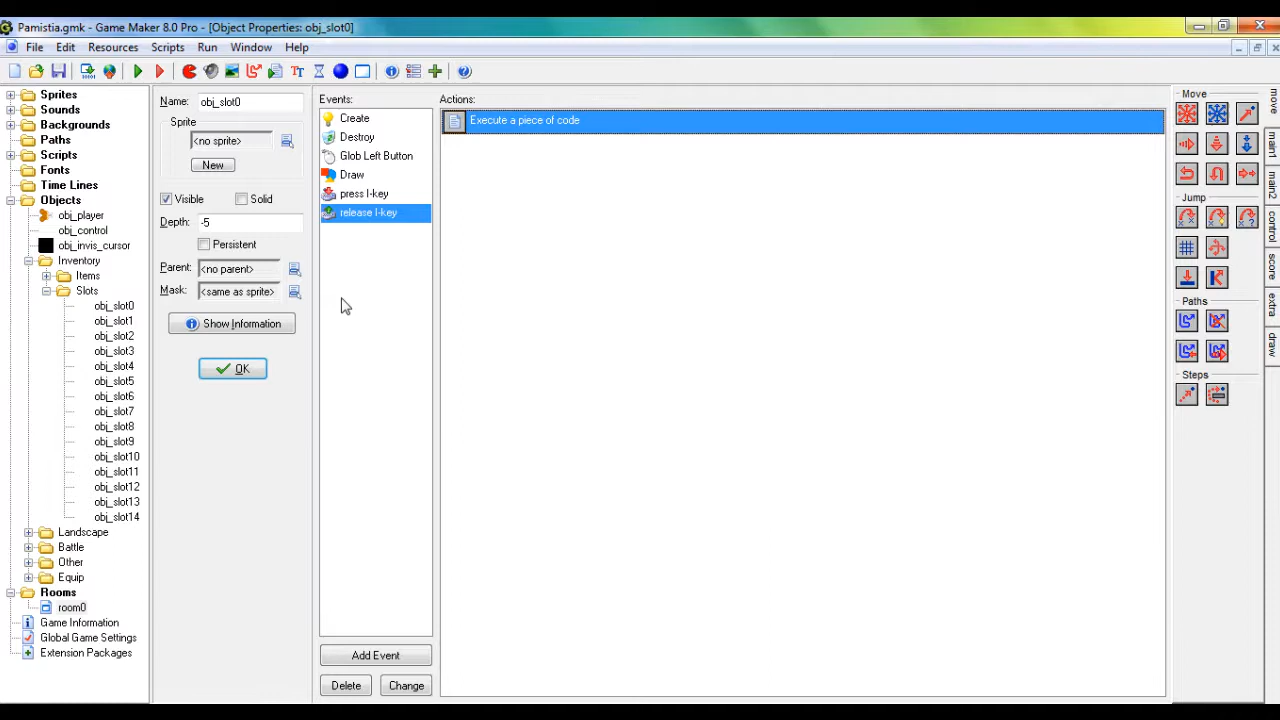 Pamistia.gmk - Game Maker 8.0 Pro - [Object Properties: obj_slot0]
File Edit Resources Scripts Run Window Help
Sprites
Sounds
Backgrounds
Paths
Scripts
Fonts
Time Lines
Objects
obj_player
obj_control
obj_invis_cursor
Inventory
Items
Slots
obj_slot0
obj_slot1
obj_slot2
obj_slot3
obj_slot4
obj_slot5
obj_slot6
obj_slot7
obj_slot8
obj_slot9
obj_slot10
obj_slot11
obj_slot12
obj_slot13
obj_slot14
Landscape
Battle
Other
Equip
Rooms
room0
Game Information
Global Game Settings
Extension Packages
Name: obj_slot0
Sprite
<no sprite>
New
Visible Solid
Depth: -5
Persistent
Parent: <no parent>
Mask: <same as sprite>
Show Information
OK
Events:
Create
Destroy
Glob Left Button
Draw
press I-key
release I-key
Add Event
Delete Change
Actions:
Execute a piece of code
Move
Jump
Paths
Steps
move
main1
main2
control
score
extra
draw